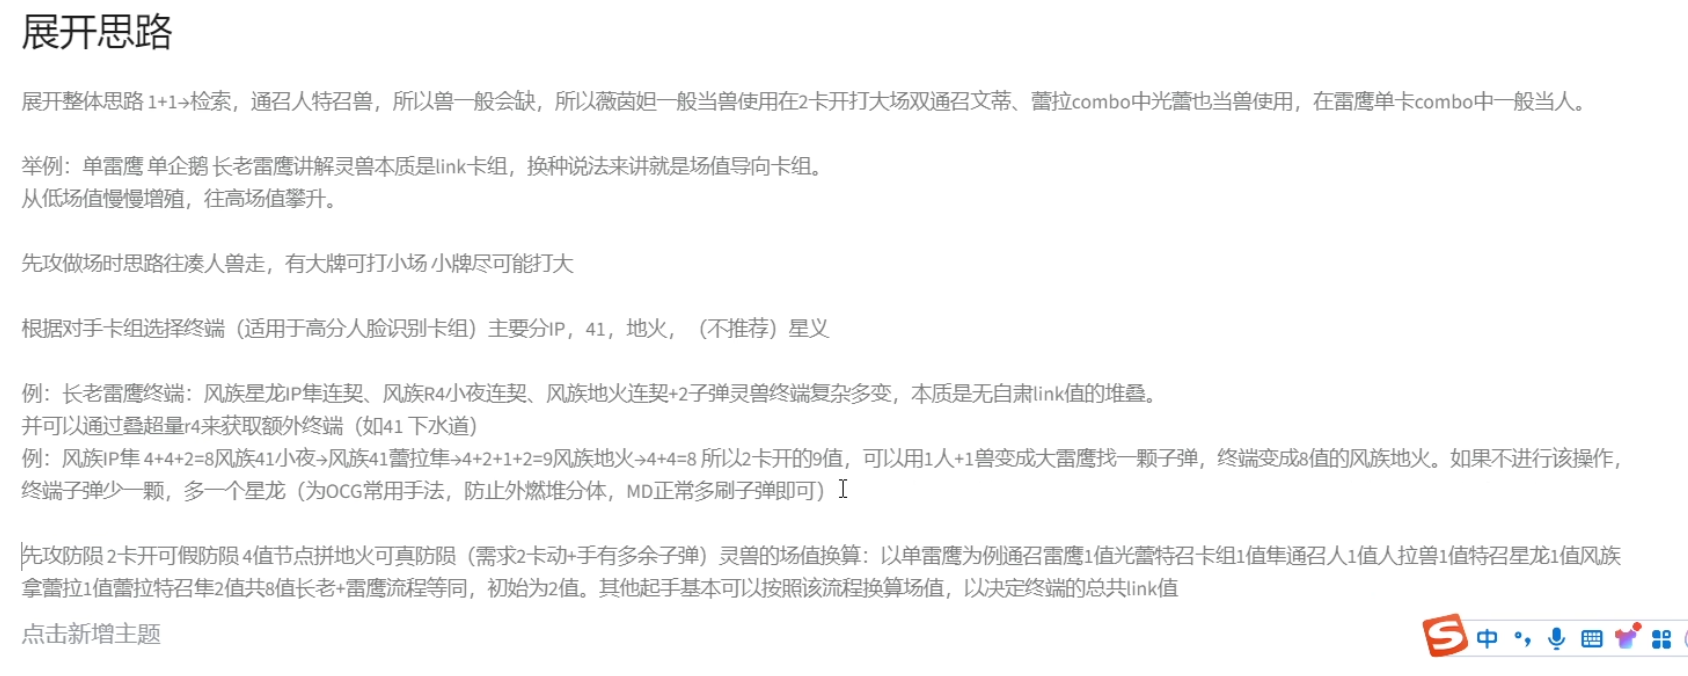 展开思路
展开整体思路 1+1→检索，通召人特召兽，所以兽一般会缺，所以薇茵妲一般当兽使用在2卡开打大场双通召文蒂、蕾拉combo中光蕾也当兽使用，在雷鹰单卡combo中一般当人。
举例：单雷鹰 单企鹅 长老雷鹰讲解灵兽本质是link卡组，换种说法来讲就是场值导向卡组。
从低场值慢慢增殖，往高场值攀升。
先攻做场时思路往凑人兽走，有大牌可打小场 小牌尽可能打大
根据对手卡组选择终端（适用于高分人脸识别卡组）主要分IP，41，地火，（不推荐）星义
例：长老雷鹰终端：风族星龙IP隼连契、风族R4小夜连契、风族地火连契+2子弹灵兽终端复杂多变，本质是无自肃link值的堆叠。
并可以通过叠超量r4来获取额外终端（如41 下水道）
例：风族IP隼 4+4+2=8风族41小夜→风族41蕾拉隼→4+2+1+2=9风族地火→4+4=8 所以2卡开的9值，可以用1人+1兽变成大雷鹰找一颗子弹，终端变成8值的风族地火。如果不进行该操作，
终端子弹少一颗，多一个星龙（为OCG常用手法，防止外燃堆分体，MD正常多刷子弹即可）
先攻防陨 2卡开可假防陨 4值节点拼地火可真防陨（需求2卡动+手有多余子弹）灵兽的场值换算：以单雷鹰为例通召雷鹰1值光蕾特召卡组1值隼通召人1值人拉兽1值特召星龙1值风族
拿蕾拉1值蕾拉特召隼2值共8值长老+雷鹰流程等同，初始为2值。其他起手基本可以按照该流程换算场值，以决定终端的总共link值
点击新增主题
中